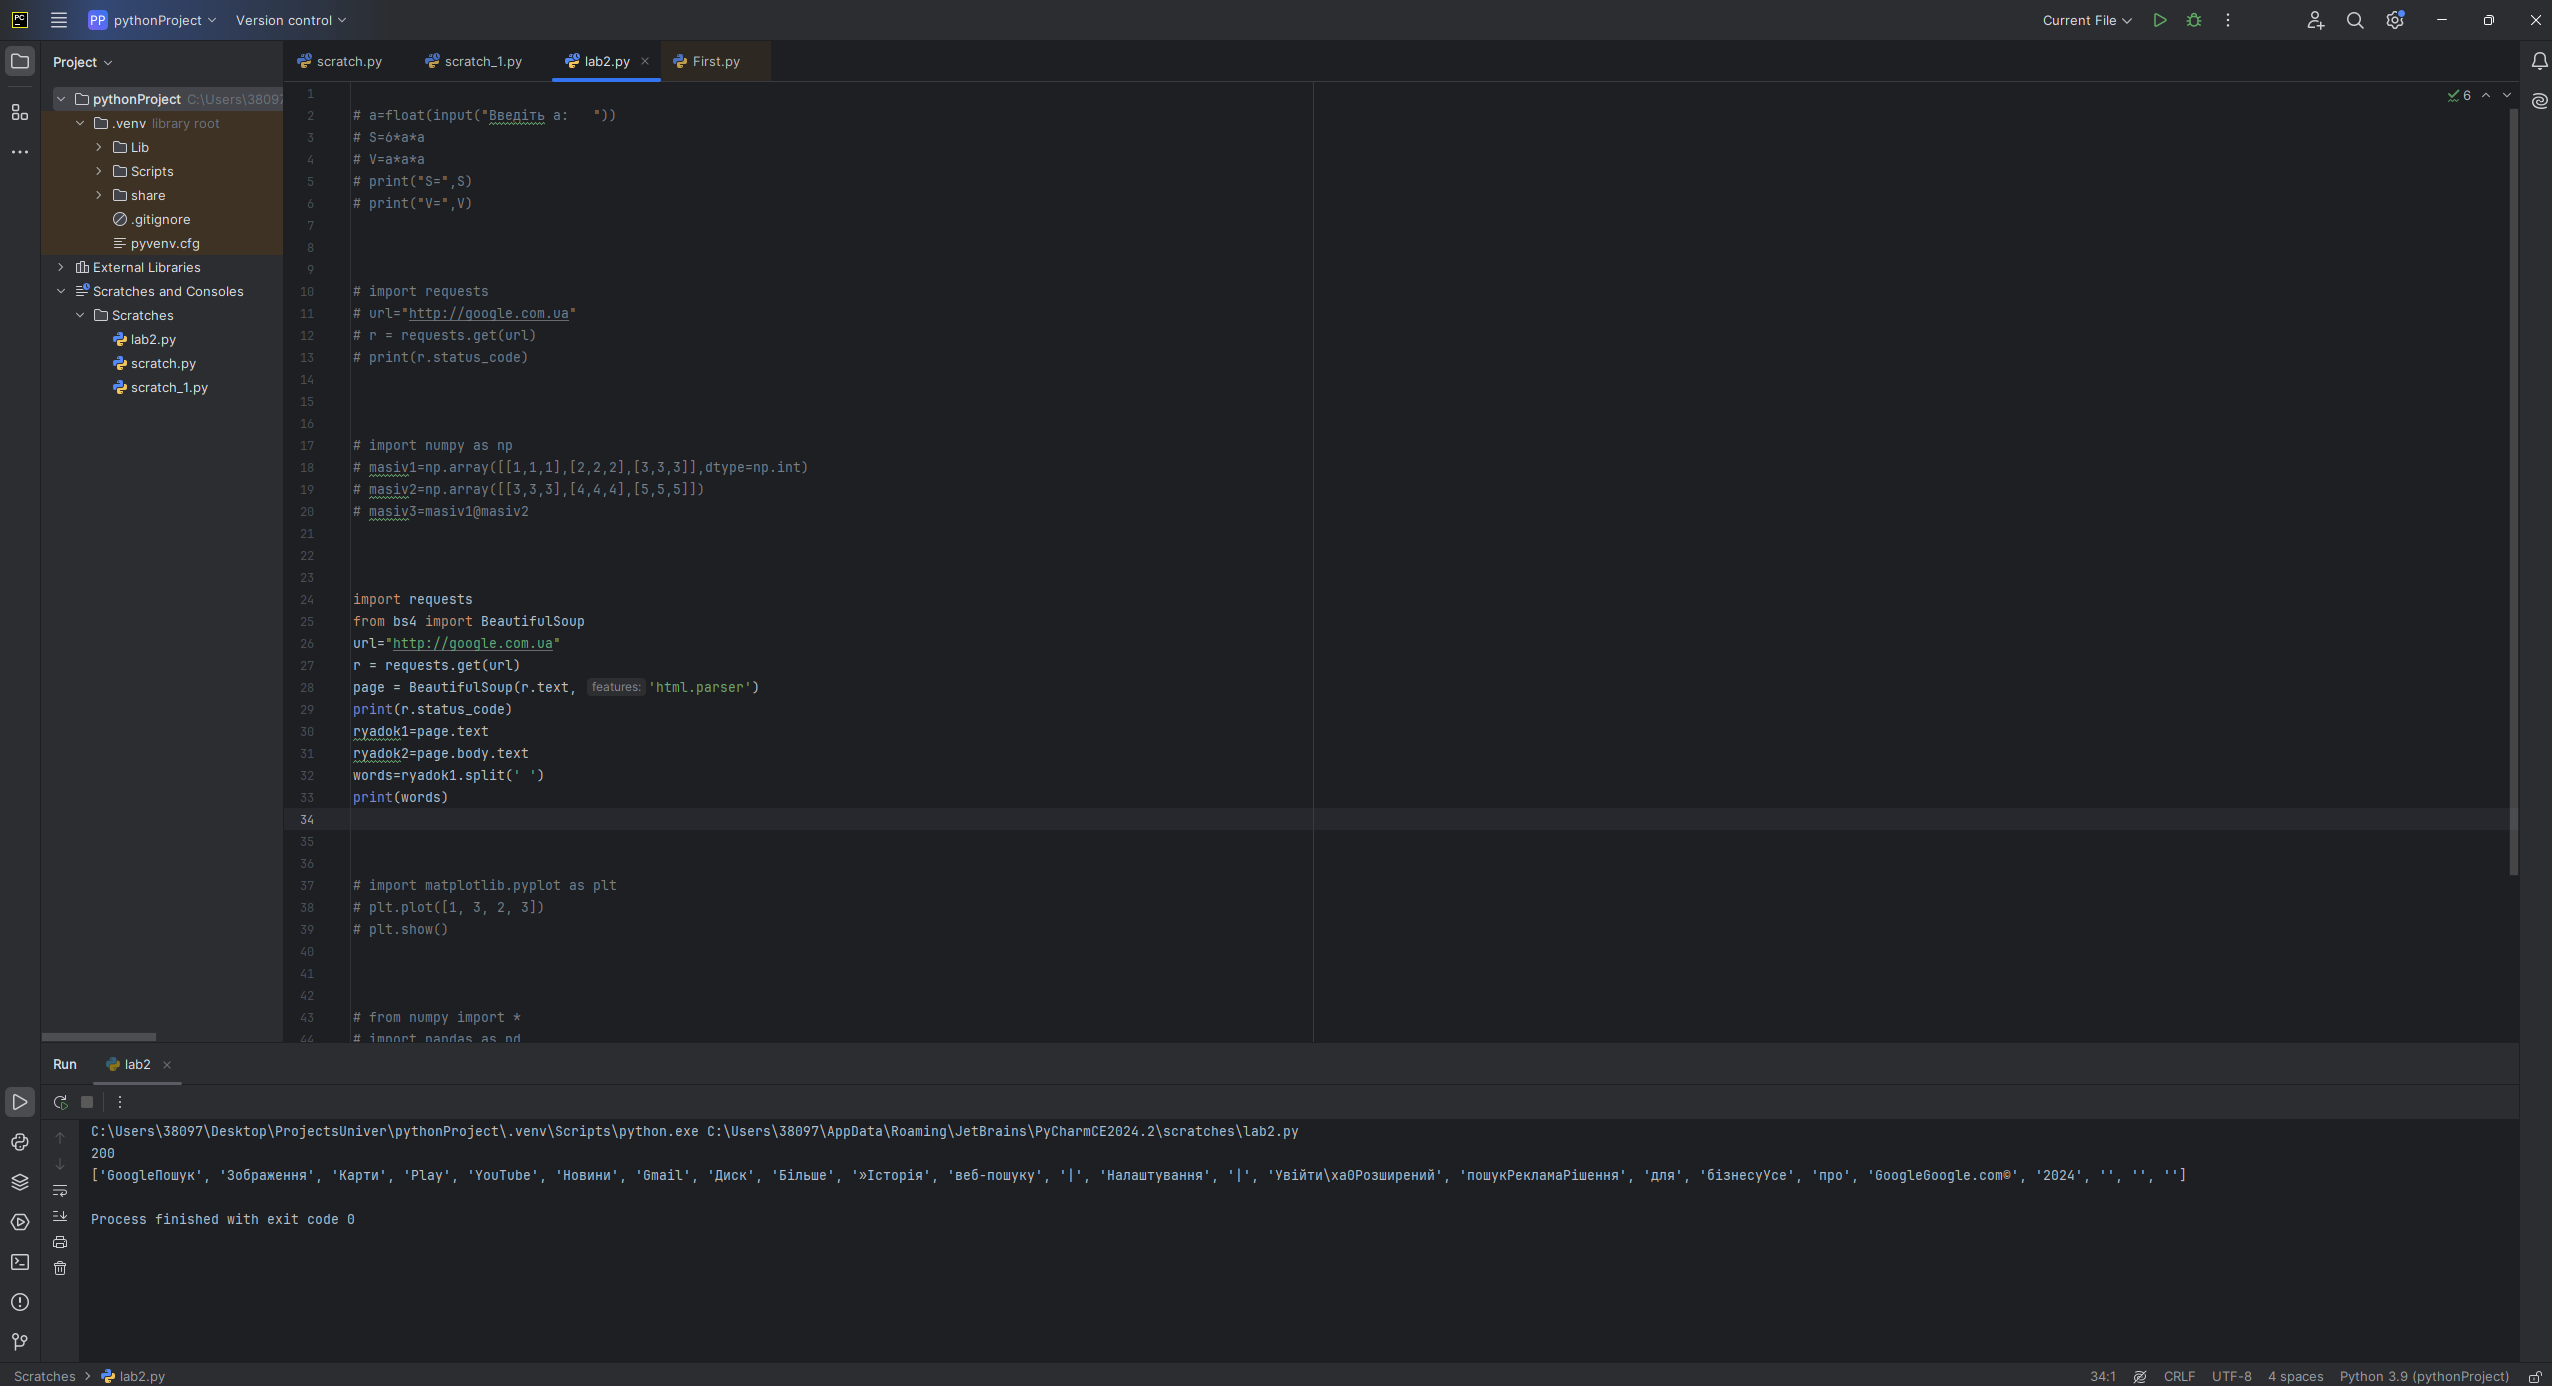 PC
PP pythonProject Version control Current File
Project
scratch.py scratch_1.py lab2.py First.py
pythonProject C:\Users\38097
.venv library root
Lib
Scripts
share
.gitignore
pyvenv.cfg
External Libraries
Scratches and Consoles
Scratches
lab2.py
scratch.py
scratch_1.py
6
1
2 # a=float(input("Введіть a:   "))
3 # S=6*a*a
4 # V=a*a*a
5 # print("S=",S)
6 # print("V=",V)
7
8
9
10 # import requests
11 # url="http://google.com.ua"
12 # r = requests.get(url)
13 # print(r.status_code)
14
15
16
17 # import numpy as np
18 # masiv1=np.array([[1,1,1],[2,2,2],[3,3,3]],dtype=np.int)
19 # masiv2=np.array([[3,3,3],[4,4,4],[5,5,5]])
20 # masiv3=masiv1@masiv2
21
22
23
24 import requests
25 from bs4 import BeautifulSoup
26 url="http://google.com.ua"
27 r = requests.get(url)
28 page = BeautifulSoup(r.text, features: 'html.parser')
29 print(r.status_code)
30 ryadok1=page.text
31 ryadok2=page.body.text
32 words=ryadok1.split(' ')
33 print(words)
34
35
36
37 # import matplotlib.pyplot as plt
38 # plt.plot([1, 3, 2, 3])
39 # plt.show()
40
41
42
43 # from numpy import *
44 # import pandas as pd
Run lab2
C:\Users\38097\Desktop\ProjectsUniver\pythonProject\.venv\Scripts\python.exe C:\Users\38097\AppData\Roaming\JetBrains\PyCharmCE2024.2\scratches\lab2.py
200
['GoogleПошук', 'Зображення', 'Карти', 'Play', 'YouTube', 'Новини', 'Gmail', 'Диск', 'Більше', '»Історія', 'веб-пошуку', '|', 'Налаштування', '|', 'Увійти\xa0Розширений', 'пошукРекламаРішення', 'для', 'бізнесуУсе', 'про', 'GoogleGoogle.com©', '2024', '', '', '']
Process finished with exit code 0
Scratches lab2.py 34:1 CRLF UTF-8 4 spaces Python 3.9 (pythonProject)